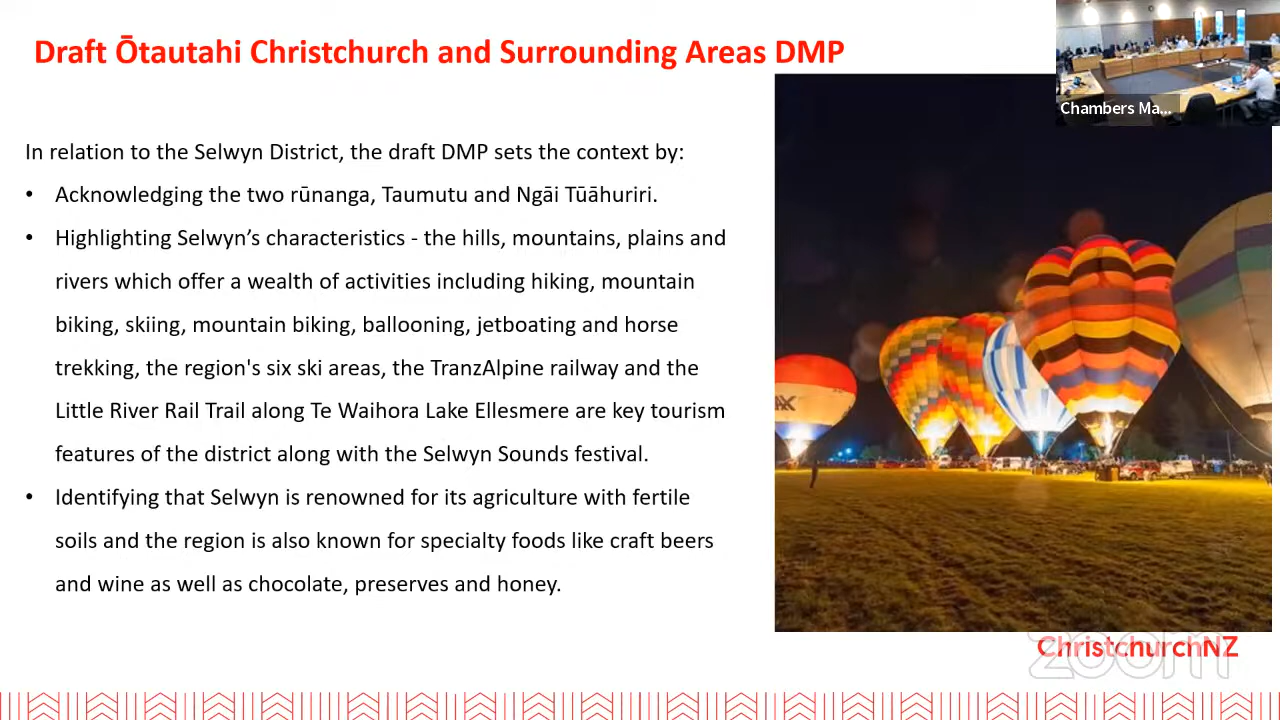 Draft Ōtautahi Christchurch and Surrounding Areas DMP
Chambers Ma...
In relation to the Selwyn District, the draft DMP sets the context by:
• Acknowledging the two rūnanga, Taumutu and Ngāi Tūāhuriri.
• Highlighting Selwyn’s characteristics - the hills, mountains, plains and
rivers which offer a wealth of activities including hiking, mountain
biking, skiing, mountain biking, ballooning, jetboating and horse
trekking, the region's six ski areas, the TranzAlpine railway and the
Little River Rail Trail along Te Waihora Lake Ellesmere are key tourism
features of the district along with the Selwyn Sounds festival.
• Identifying that Selwyn is renowned for its agriculture with fertile
soils and the region is also known for specialty foods like craft beers
and wine as well as chocolate, preserves and honey.
ChristchurchNZ
zoom